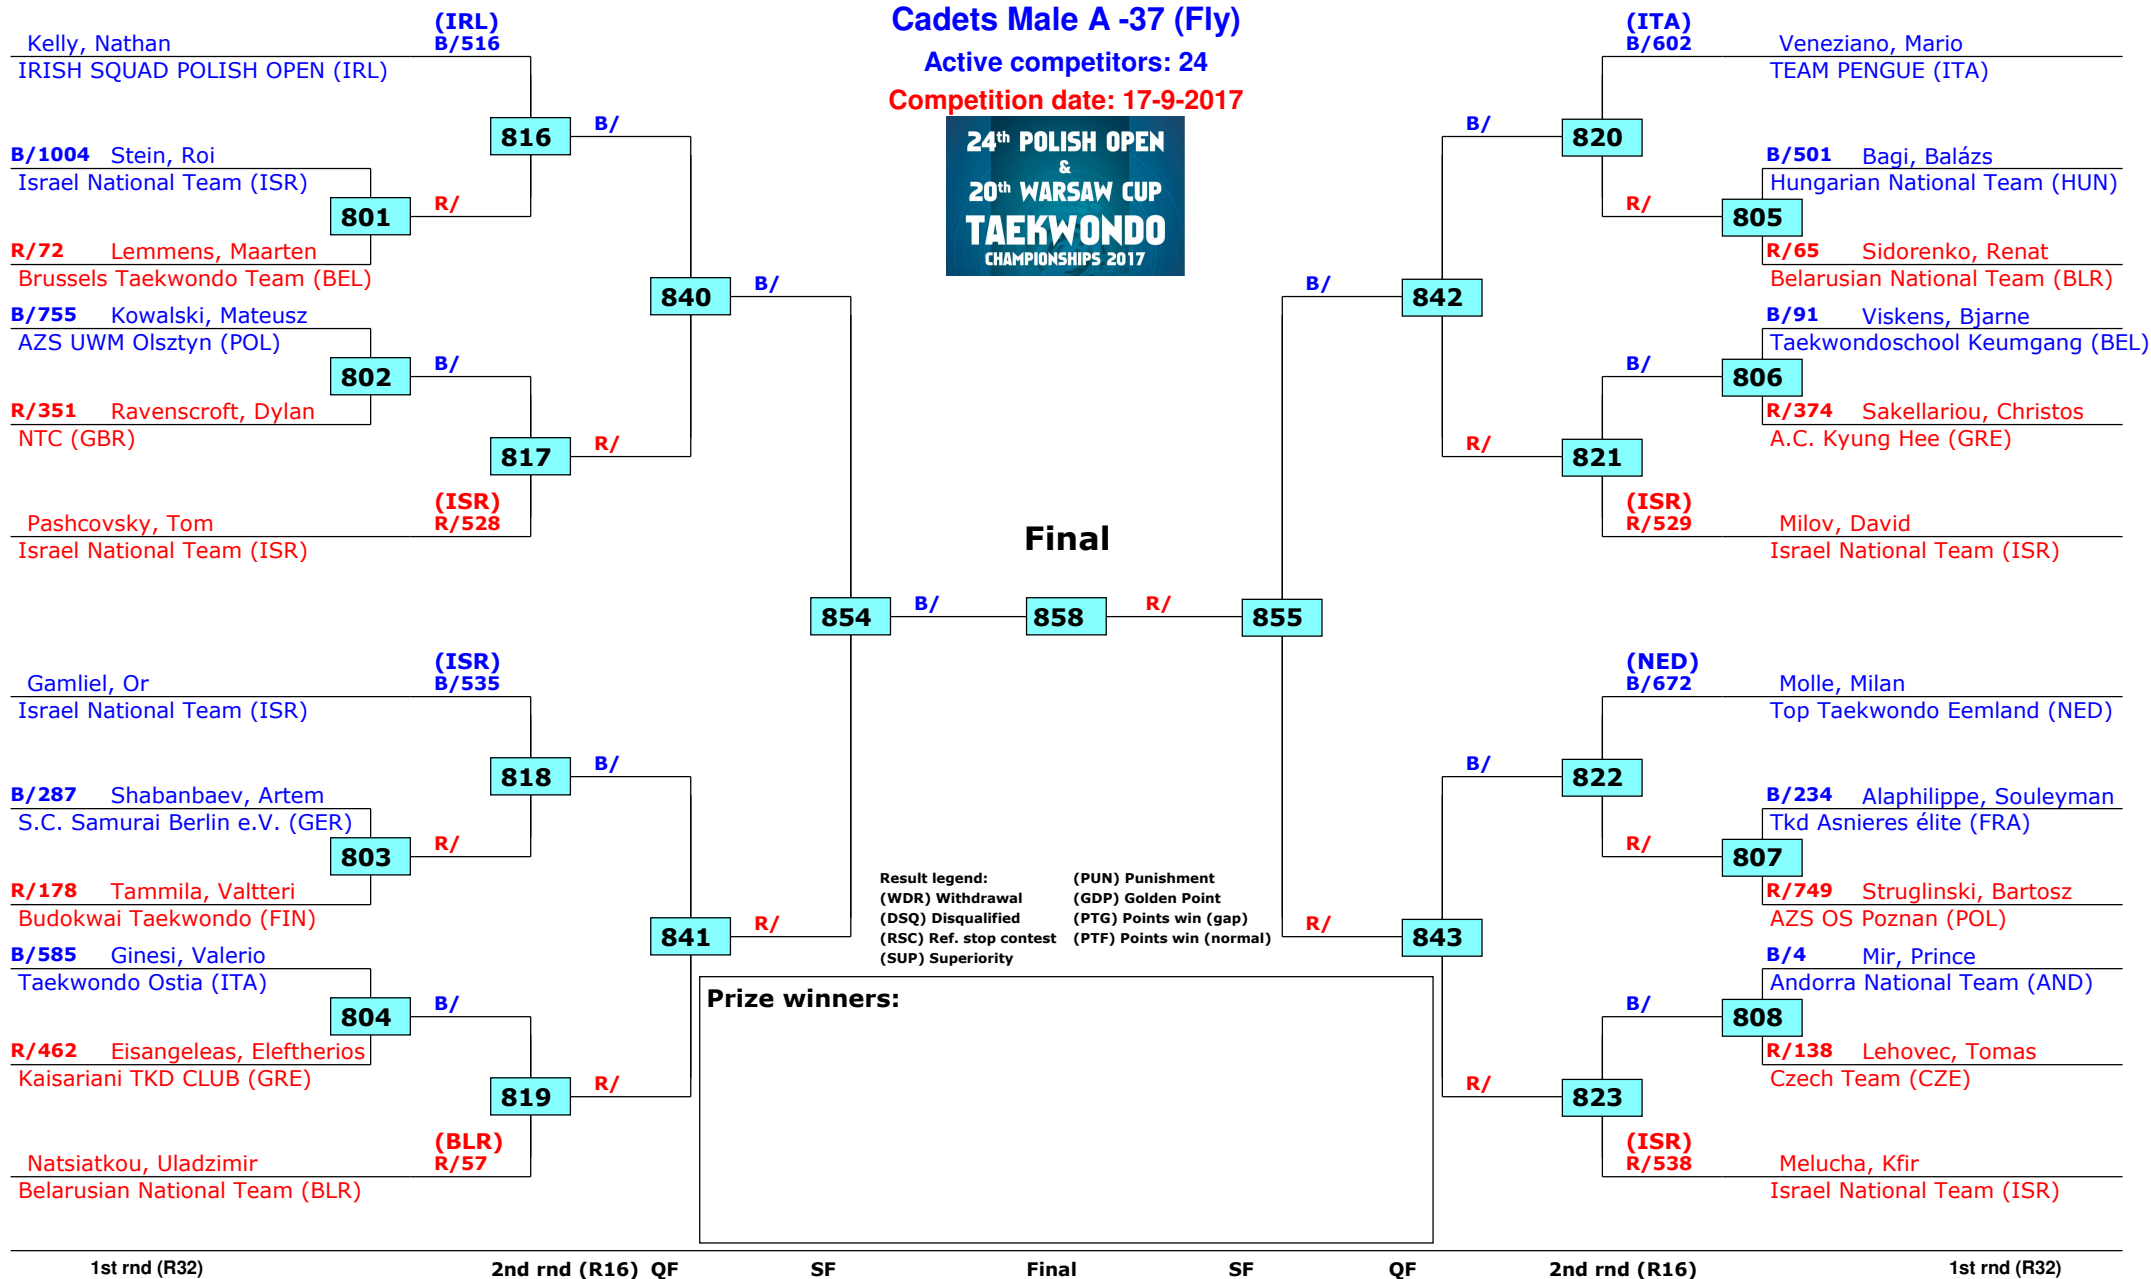 Cadets Male A -37 (Fly)
Active competitors: 24
Competition date: 17-9-2017
24th POLISH OPEN
&
20th WARSAW CUP
TAEKWONDO
CHAMPIONSHIPS 2017
(IRL)
Kelly, Nathan B/516
IRISH SQUAD POLISH OPEN (IRL)
816 B/
B/1004 Stein, Roi
Israel National Team (ISR)
801 R/
R/72 Lemmens, Maarten
Brussels Taekwondo Team (BEL)
840 B/
B/755 Kowalski, Mateusz
AZS UWM Olsztyn (POL)
802 B/
R/351 Ravenscroft, Dylan
NTC (GBR)
817 R/
(ISR)
Pashcovsky, Tom R/528
Israel National Team (ISR)
854 B/
(ISR)
Gamliel, Or B/535
Israel National Team (ISR)
818 B/
B/287 Shabanbaev, Artem
S.C. Samurai Berlin e.V. (GER)
803 R/
R/178 Tammila, Valtteri
Budokwai Taekwondo (FIN)
841 R/
B/585 Ginesi, Valerio
Taekwondo Ostia (ITA)
804 B/
R/462 Eisangeleas, Eleftherios
Kaisariani TKD CLUB (GRE)
819 R/
(BLR)
Natsiatkou, Uladzimir R/57
Belarusian National Team (BLR)
Final
858
(ITA)
B/602 Veneziano, Mario
TEAM PENGUE (ITA)
B/ 820
B/501 Bagi, Balázs
Hungarian National Team (HUN)
R/ 805
R/65 Sidorenko, Renat
Belarusian National Team (BLR)
B/ 842
B/91 Viskens, Bjarne
Taekwondoschool Keumgang (BEL)
B/ 806
R/374 Sakellariou, Christos
A.C. Kyung Hee (GRE)
R/ 821
(ISR)
R/529 Milov, David
Israel National Team (ISR)
R/ 855
(NED)
B/672 Molle, Milan
Top Taekwondo Eemland (NED)
B/ 822
B/234 Alaphilippe, Souleyman
Tkd Asnieres élite (FRA)
R/ 807
R/749 Struglinski, Bartosz
AZS OS Poznan (POL)
R/ 843
B/4 Mir, Prince
Andorra National Team (AND)
B/ 808
R/138 Lehovec, Tomas
Czech Team (CZE)
R/ 823
(ISR)
R/538 Melucha, Kfir
Israel National Team (ISR)
Result legend: (PUN) Punishment
(WDR) Withdrawal (GDP) Golden Point
(DSQ) Disqualified (PTG) Points win (gap)
(RSC) Ref. stop contest (PTF) Points win (normal)
(SUP) Superiority
Prize winners:
1st rnd (R32) 2nd rnd (R16) QF SF Final SF QF 2nd rnd (R16) 1st rnd (R32)